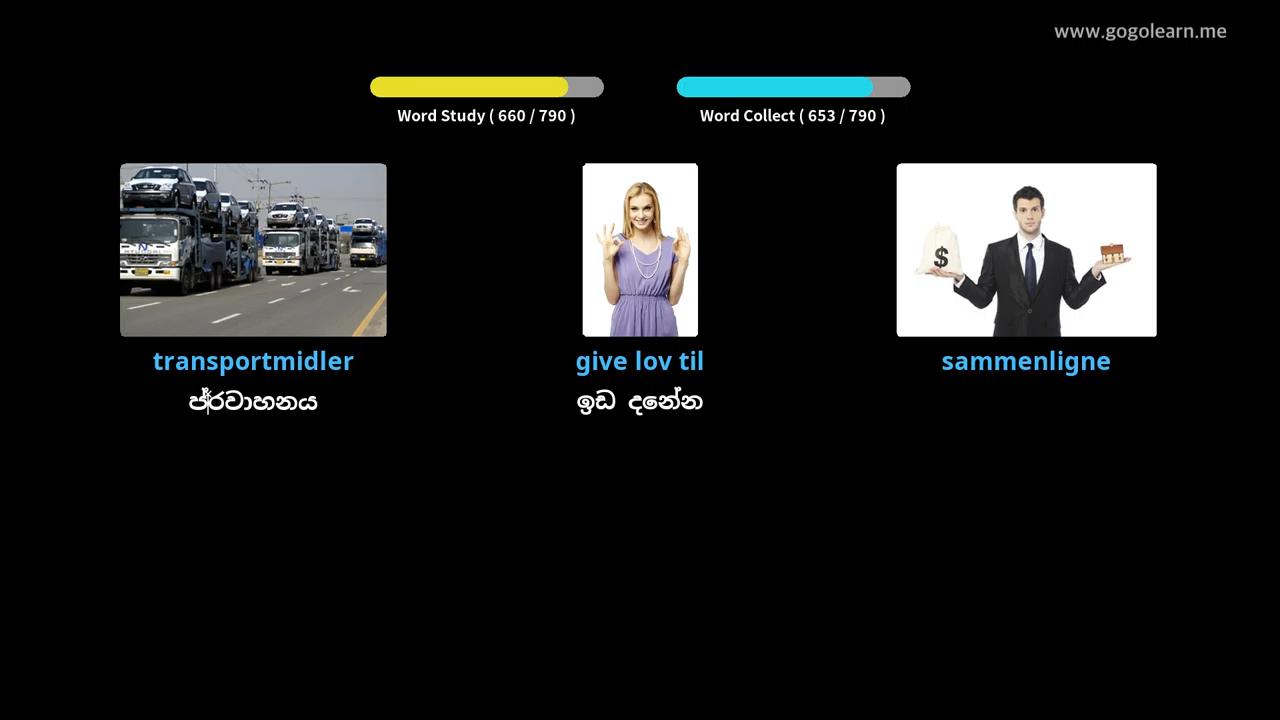 www.gogolearn.me
Word Study ( 660 / 790 )
Word Collect ( 653 / 790 )
transportmidler
give lov til
sammenligne
ප්‍රවාහනය
ඉඩ දනේන